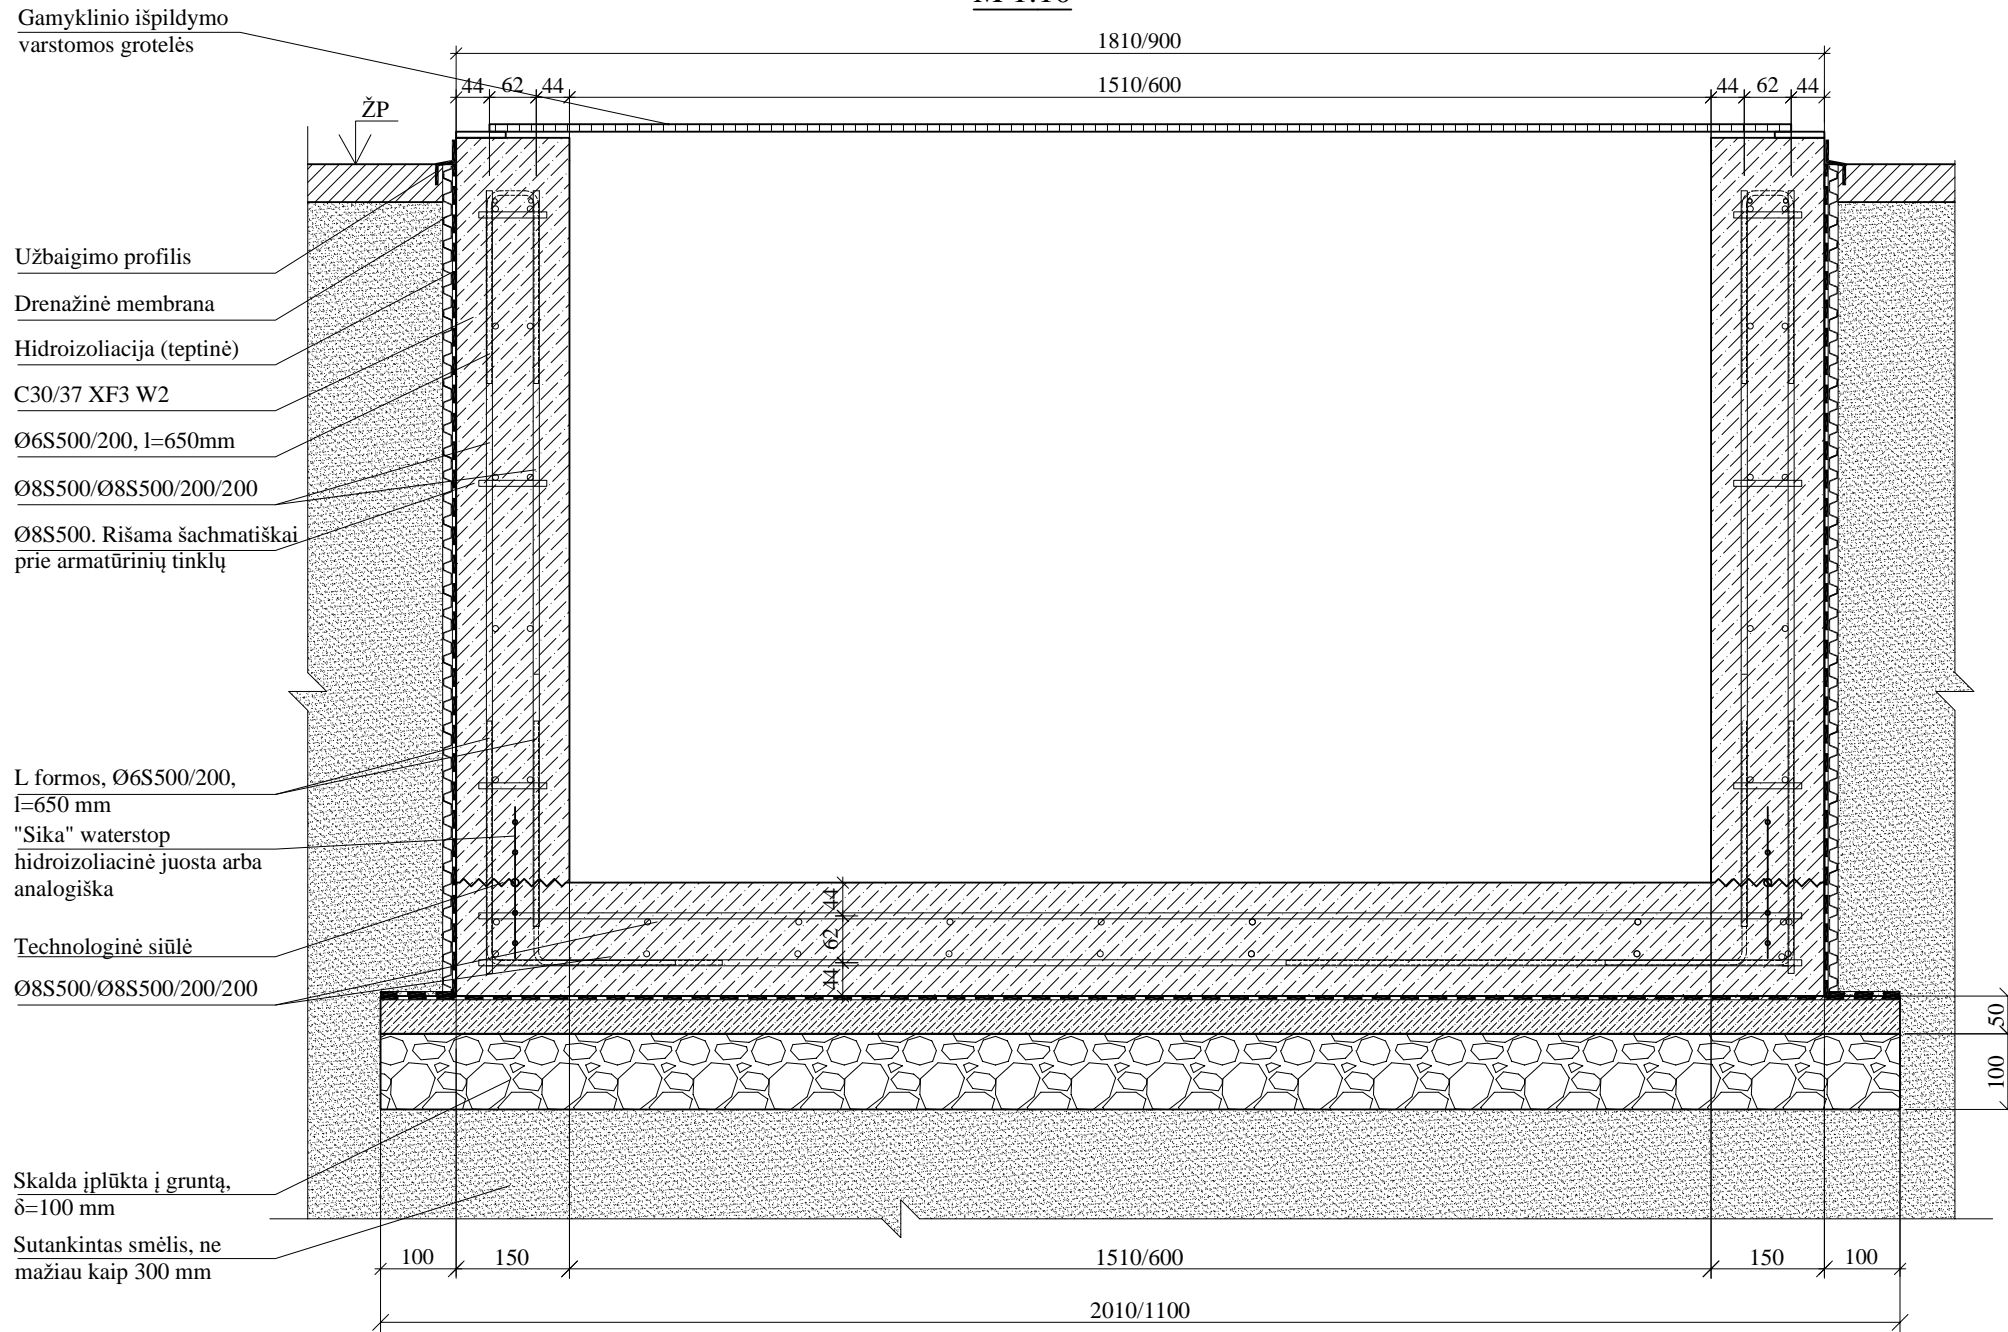 M 1:10
Gamyklinio išpildymo
varstomos grotelės
1810/900
44 62 44 1510/600 44 62 44
ŽP
Užbaigimo profilis
Drenažinė membrana
Hidroizoliacija (teptinė)
C30/37 XF3 W2
Ø6S500/200, l=650mm
Ø8S500/Ø8S500/200/200
Ø8S500. Rišama šachmatiškai
prie armatūrinių tinklų
L formos, Ø6S500/200,
l=650 mm
"Sika" waterstop
hidroizoliacinė juosta arba
analogiška
Technologinė siūlė
Ø8S500/Ø8S500/200/200
44
62
44
50
100
Skalda įplūkta į gruntą,
δ=100 mm
Sutankintas smėlis, ne
mažiau kaip 300 mm
100 150 1510/600 150 100
2010/1100